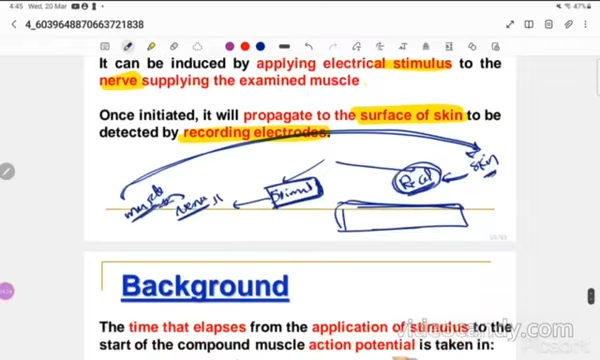 4:45 Wed, 20 Mar
47%
4_6039648870663721838
It can be induced by applying electrical stimulus to the
nerve supplying the examined muscle
Once initiated, it will propagate to the surface of skin to be
detected by recording electrodes.
skin
muscle
Stimul
Background
The time that elapses from the application of stimulus to the
start of the compound muscle action potential is taken in:
videocandy.com